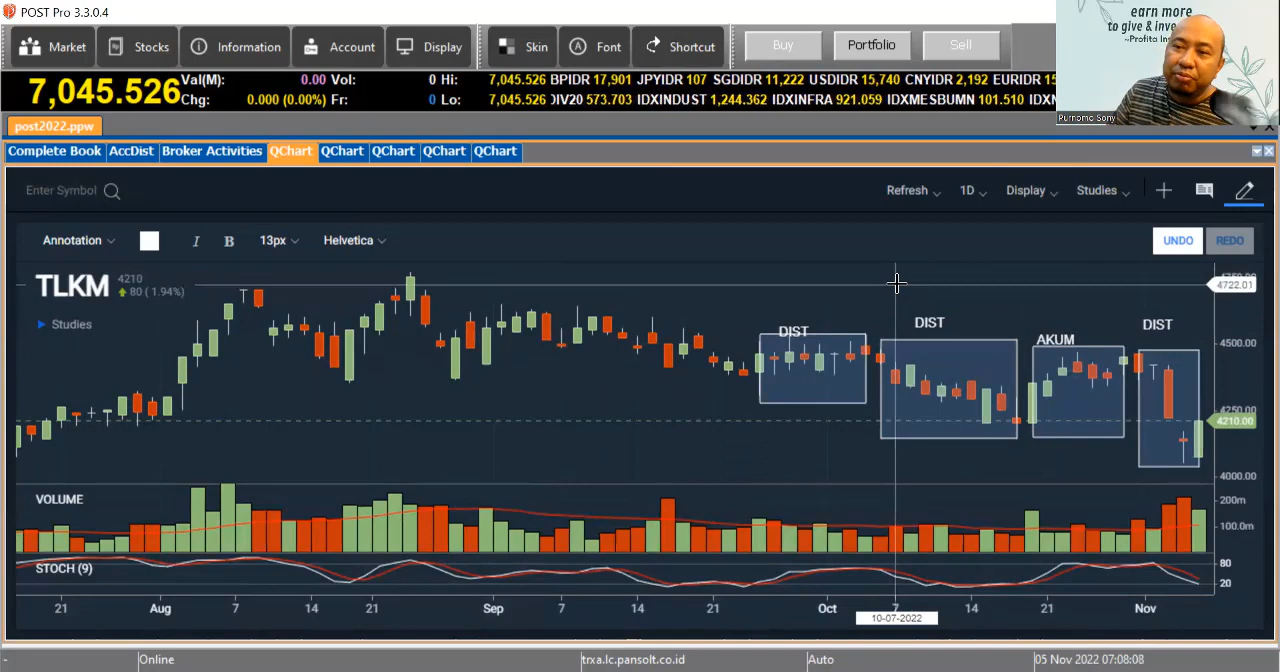 POST Pro 3.3.0.4
Market Stocks Information Account Display Skin Font Shortcut Buy Portfolio Sell
earn more
to give & inve
~Profita In
Purnomo Sony
7,045.526 Val(M): 0.00 Vol: 0 Hi: 7,045.526 BPIDR 17,901 JPYIDR 107 SGDIDR 11,222 USDIDR 15,740 CNYIDR 2,192 EURIDR 15
Chg: 0.000 (0.00%) Fr: 0 Lo: 7,045.526 )IV20 573.703 IDXINDUST 1,244.362 IDXINFRA 921.059 IDXMESBUMN 101.510 IDXN
post2022.ppw
Complete Book AccDist Broker Activities QChart QChart QChart QChart QChart
Enter Symbol Refresh 1D Display Studies
Annotation I B 13px Helvetica UNDO REDO
TLKM 4210
80 ( 1.94%)
Studies
4722.01
DIST DIST AKUM DIST
4500.00
4250.00
4210.00
4000.00
VOLUME
200m
100.0m
STOCH (9)
80
20
21 Aug 7 14 21 Sep 7 14 21 Oct 7 14 21 Nov
10-07-2022
- Online trxa.lc.pansolt.co.id Auto 05 Nov 2022 07:08:08